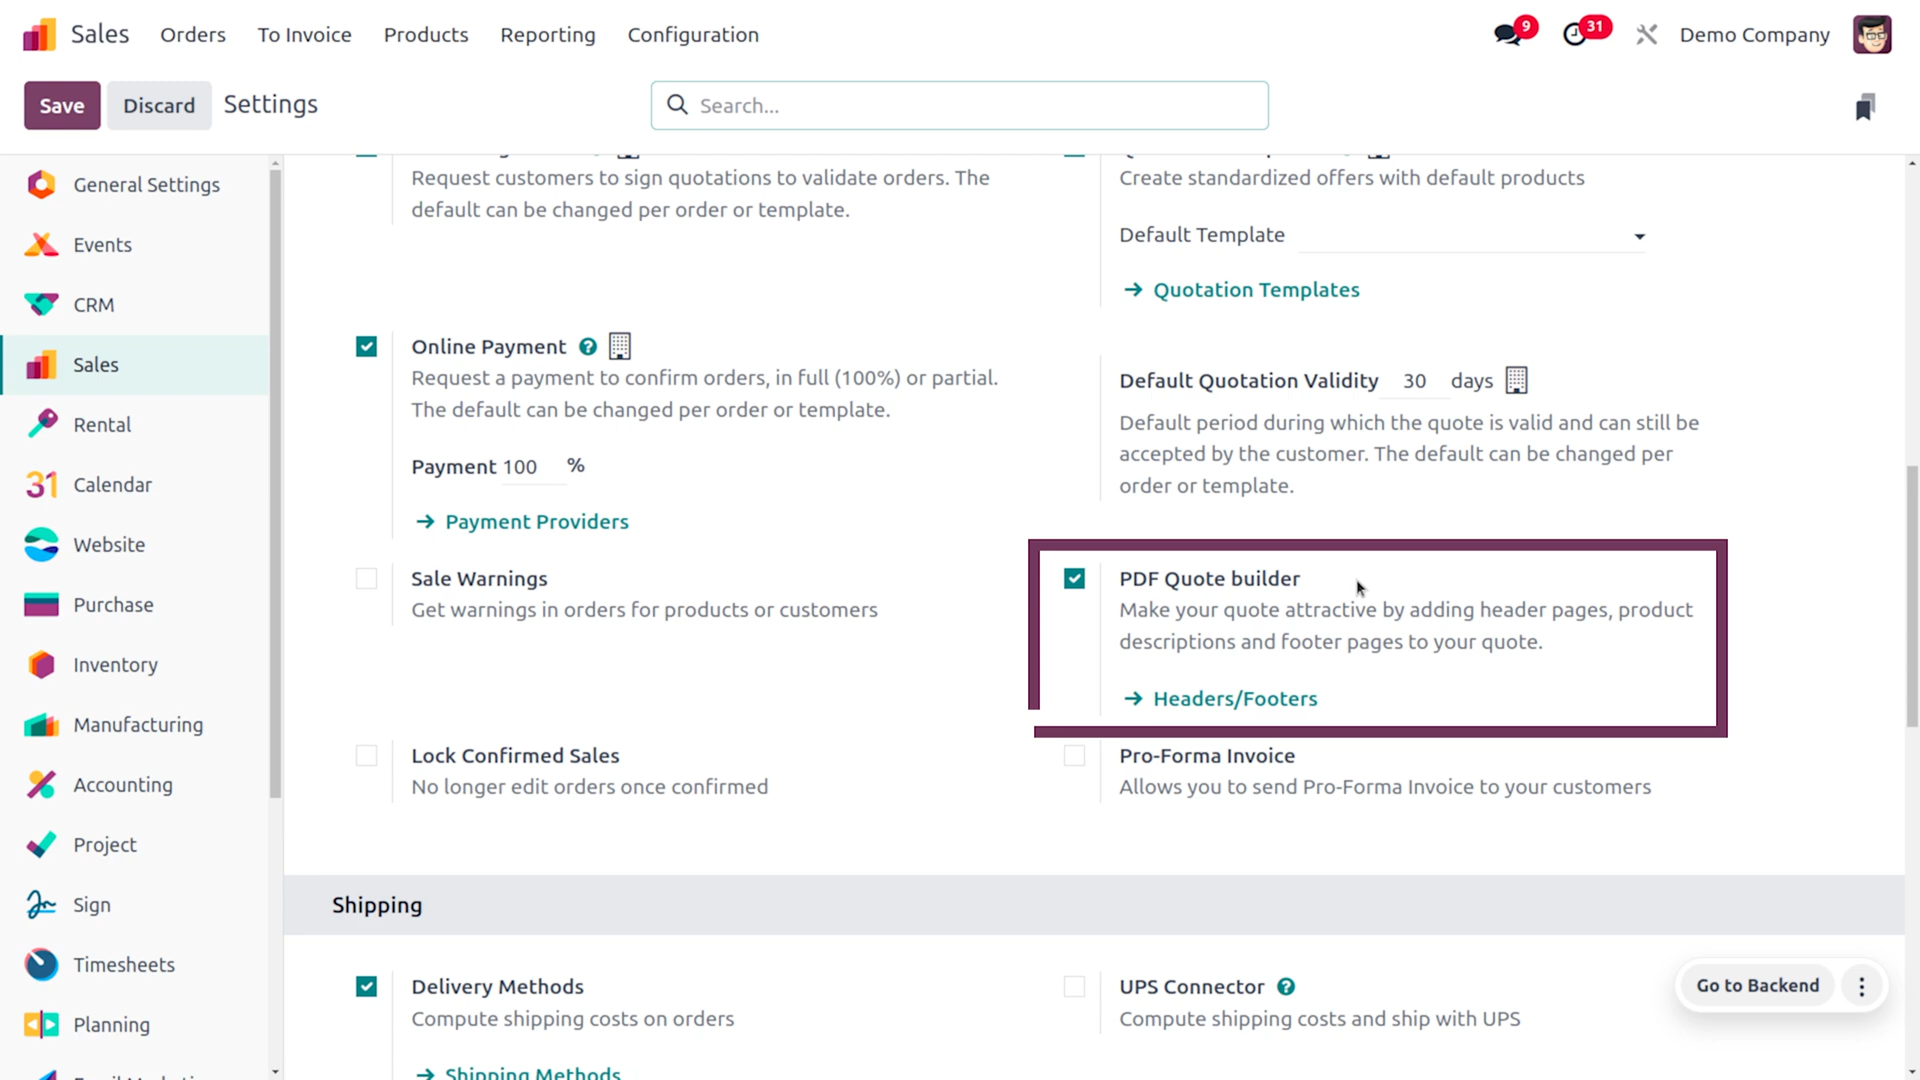 Sales Orders To Invoice Products Reporting Configuration 9 31 Demo Company
Save Discard Settings Search...
General Settings
Events
CRM
Sales
Rental
31 Calendar
Website
Purchase
Inventory
Manufacturing
Accounting
Project
Sign
Timesheets
Planning
Request customers to sign quotations to validate orders. The
default can be changed per order or template.
Create standardized offers with default products
Default Template
→ Quotation Templates
Online Payment ?
Request a payment to confirm orders, in full (100%) or partial.
The default can be changed per order or template.
Payment 100 %
→ Payment Providers
Default Quotation Validity 30 days
Default period during which the quote is valid and can still be
accepted by the customer. The default can be changed per
order or template.
Sale Warnings
Get warnings in orders for products or customers
PDF Quote builder
Make your quote attractive by adding header pages, product
descriptions and footer pages to your quote.
→ Headers/Footers
Lock Confirmed Sales
No longer edit orders once confirmed
Pro-Forma Invoice
Allows you to send Pro-Forma Invoice to your customers
Shipping
Delivery Methods
Compute shipping costs on orders
→ Shipping Methods
UPS Connector ?
Compute shipping costs and ship with UPS
Go to Backend